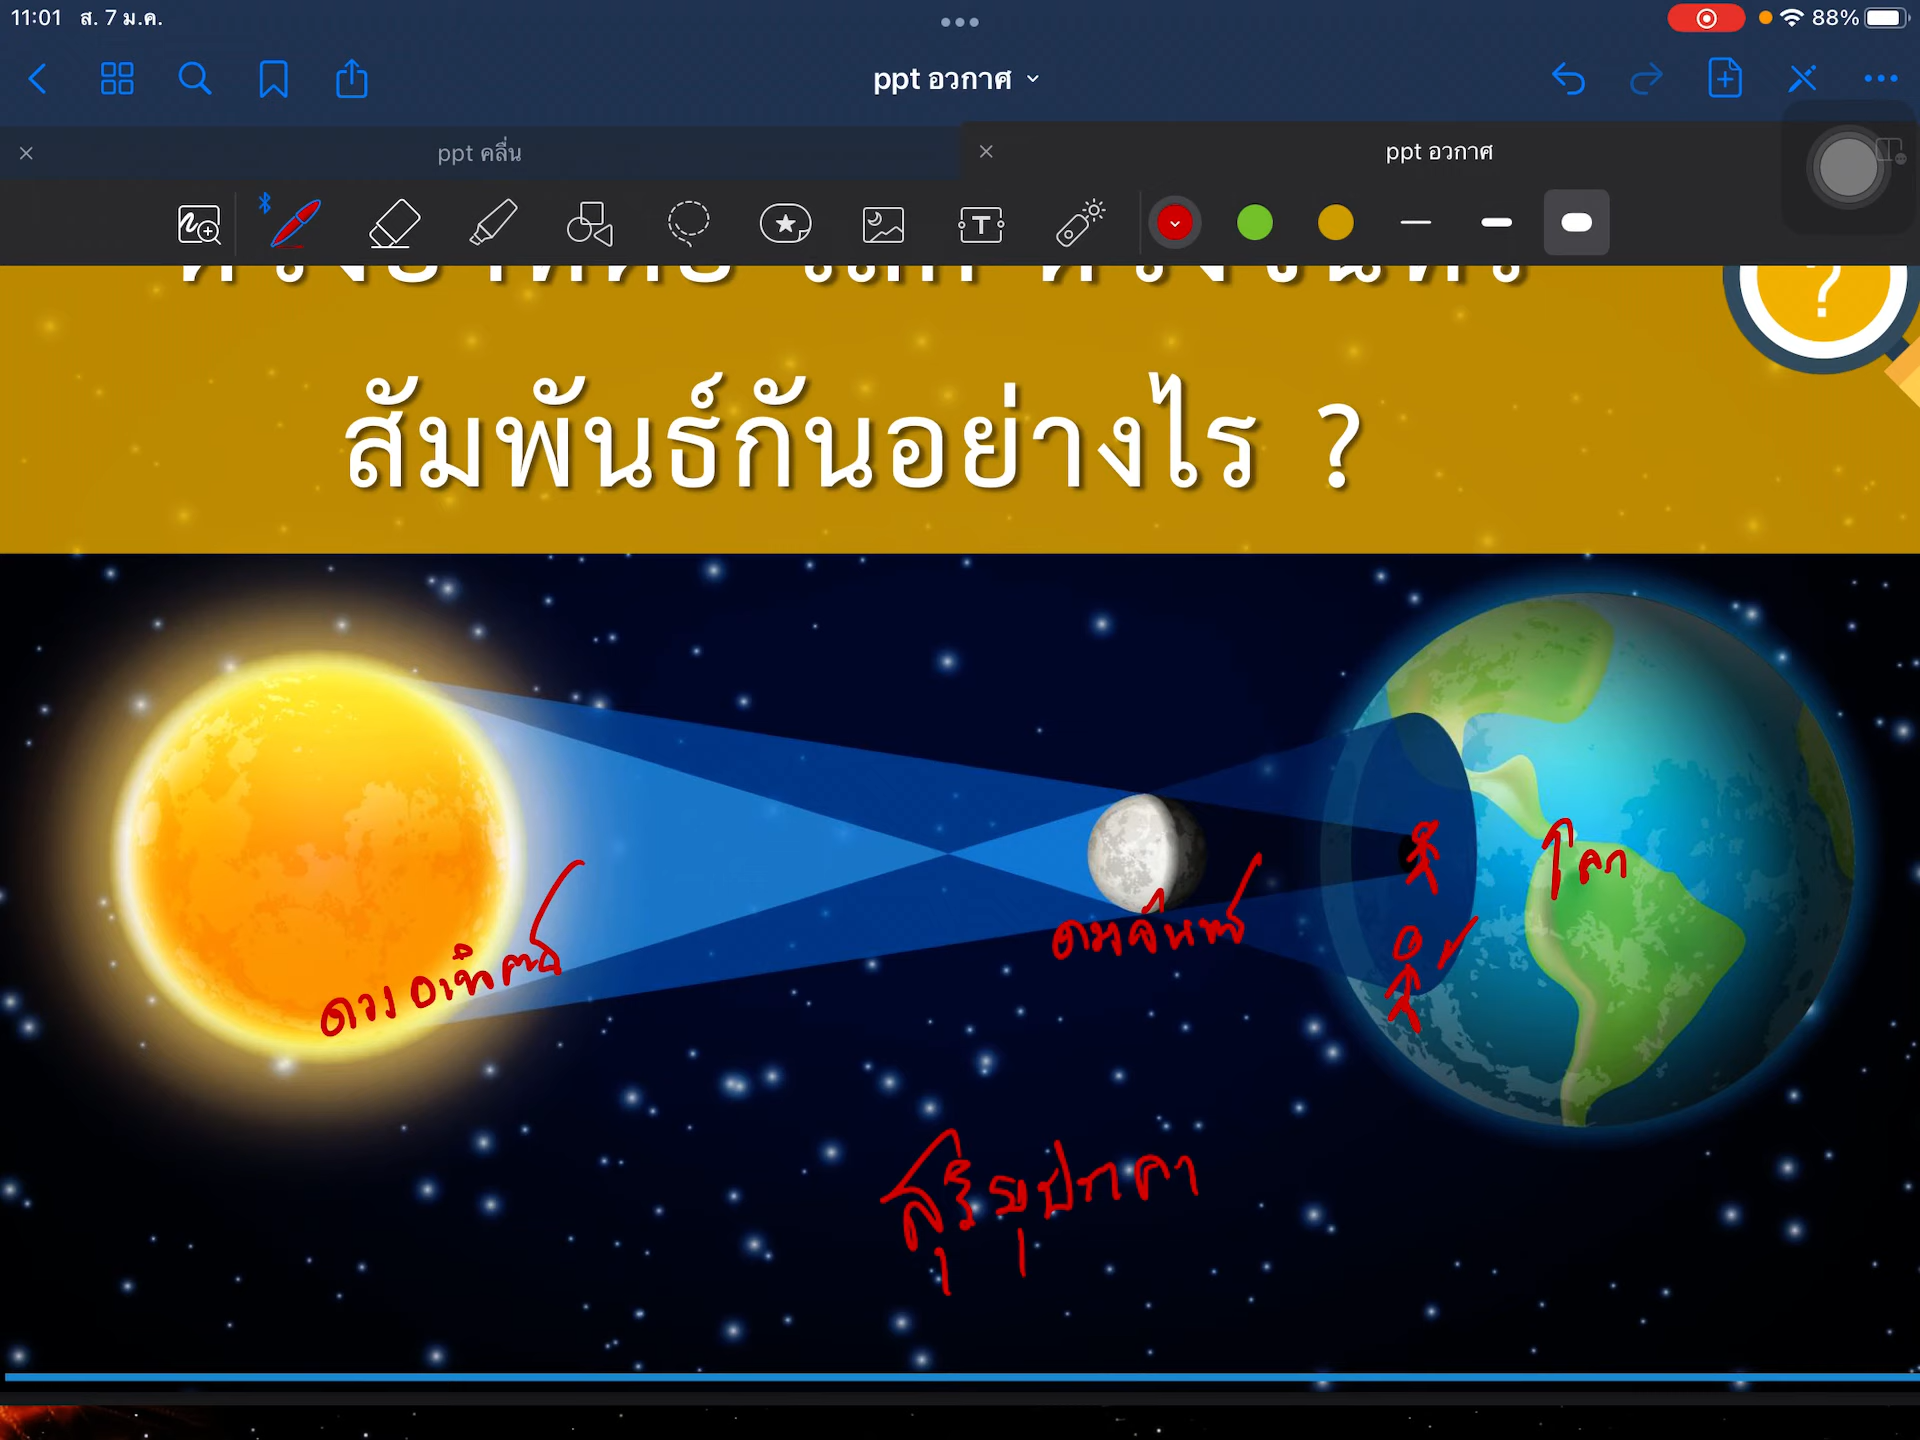 11:01 ส. 7 ม.ค.
88%
ppt อวกาศ
ppt คลื่น
ppt อวกาศ
T
?
สัมพันธ์กันอย่างไร ?
โลก
ดวงจันทร์
ดวงอาทิตย์
สุริยุปราคา